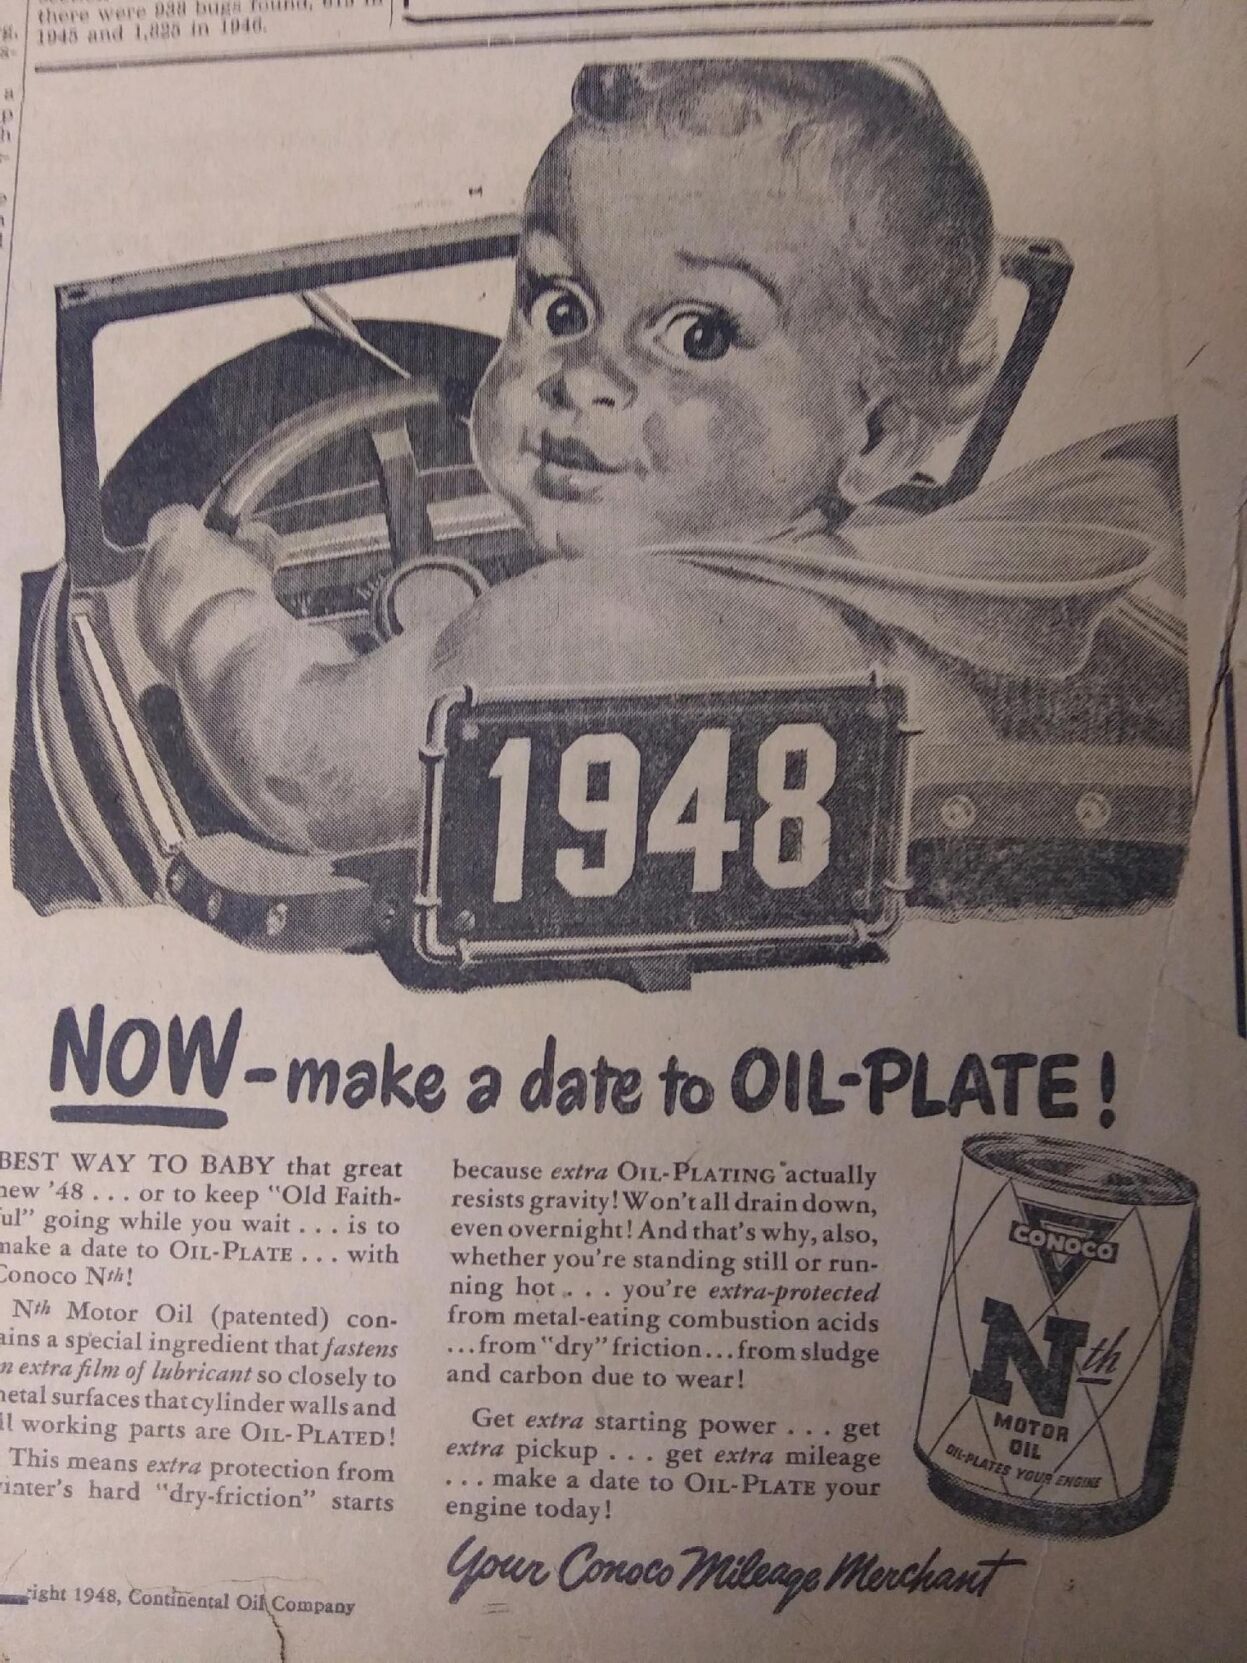 there were 938 bugs found, 615 in
1945 and 1,825 in 1946.
1948
NOW-make a date to OIL-PLATE!
BEST WAY TO BABY that great
new '48 . . . or to keep "Old Faith-
ful" going while you wait . . . is to
make a date to OIL-PLATE . . . with
Conoco Nth!
Nth Motor Oil (patented) con-
ains a special ingredient that fastens
n extra film of lubricant so closely to
metal surfaces that cylinder walls and
ll working parts are OIL-PLATED!
This means extra protection from
winter's hard "dry-friction" starts
because extra OIL-PLATING actually
resists gravity! Won't all drain down,
even overnight! And that's why, also,
whether you're standing still or run-
ning hot . . . you're extra-protected
from metal-eating combustion acids
...from "dry" friction...from sludge
and carbon due to wear!
Get extra starting power . . . get
extra pickup . . . get extra mileage
. . . make a date to OIL-PLATE your
engine today!
Your Conoco Mileage Merchant
CONOCO
Nth
MOTOR
OIL
OIL-PLATES YOUR ENGINE
right 1948, Continental Oil Company